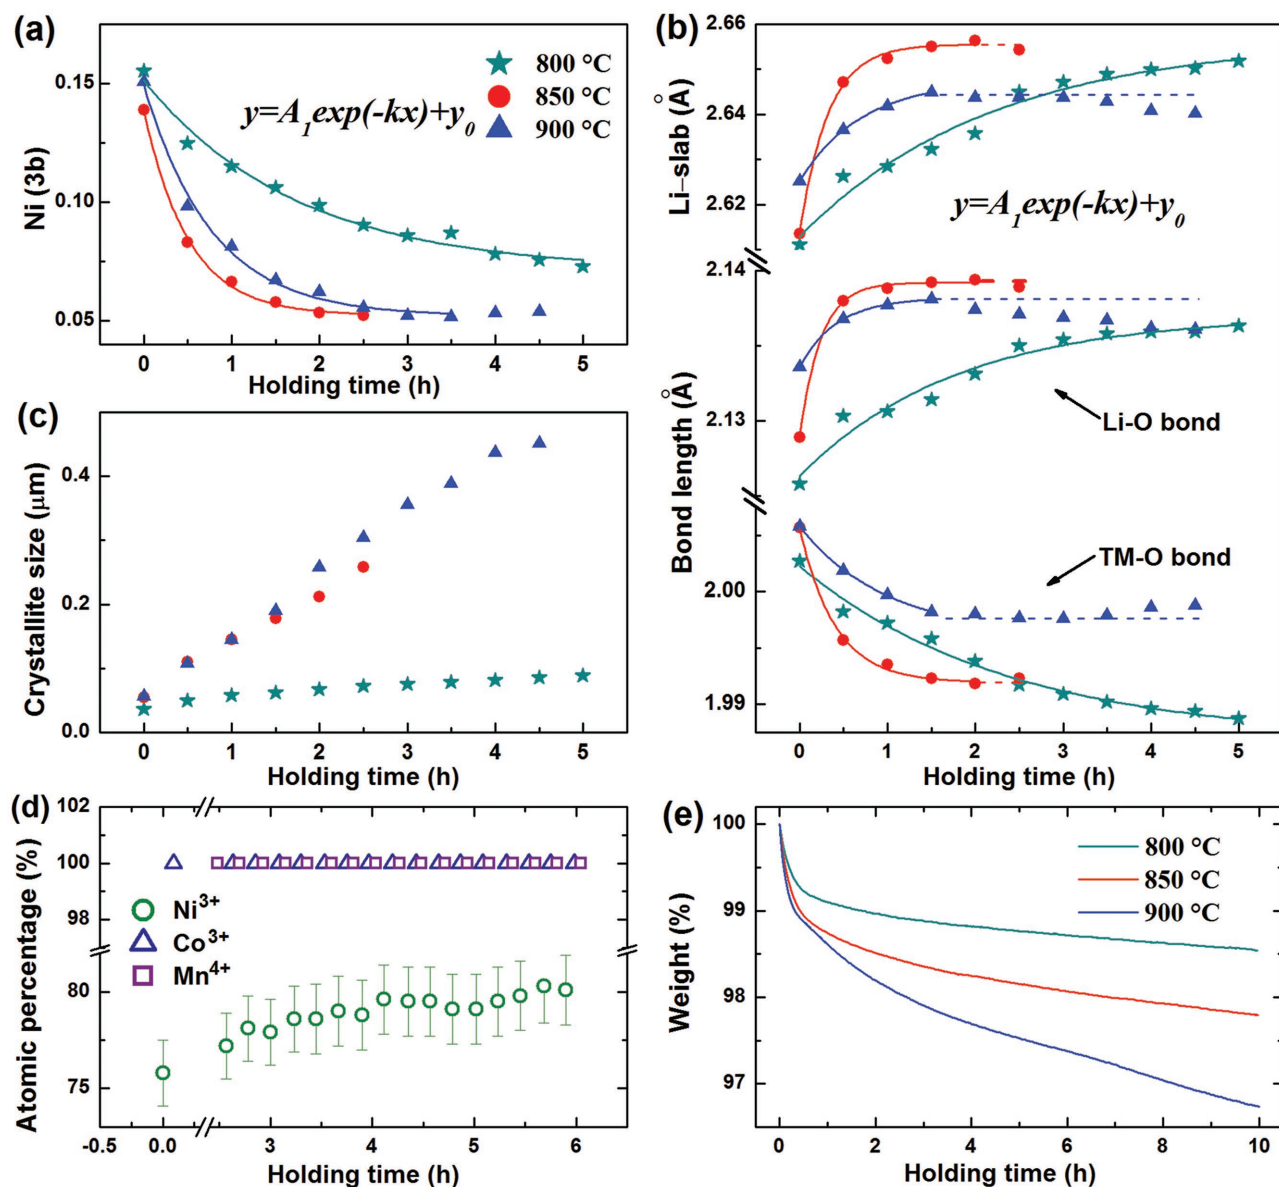 (a)
800 °C
850 °C
900 °C
y=A₁exp(-kx)+y₀
Ni (3b)
0.15
0.10
0.05
0 1 2 3 4 5
Holding time (h)
(b)
2.66
2.64
2.62
Li–slab (Å)
y=A₁exp(-kx)+y₀
2.14
2.13
2.00
1.99
Bond length (Å)
Li-O bond
TM-O bond
0 1 2 3 4 5
Holding time (h)
(c)
Crystallite size (μm)
0.4
0.2
0.0
0 1 2 3 4 5
Holding time (h)
(d)
Atomic percentage (%)
102
100
98
96
80
75
Ni³⁺
Co³⁺
Mn⁴⁺
-0.5 0.0 3 4 5 6
Holding time (h)
(e)
Weight (%)
100
99
98
97
800 °C
850 °C
900 °C
0 2 4 6 8 10
Holding time (h)